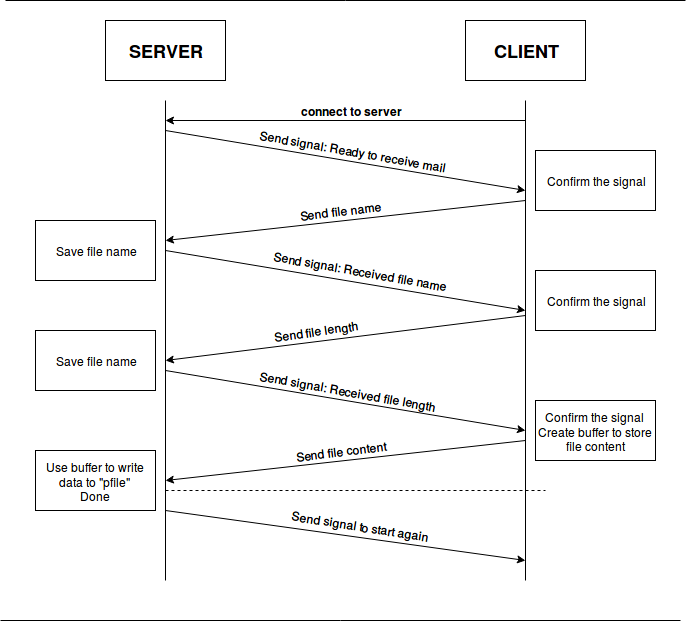 SERVER
CLIENT
connect to server
Send signal: Ready to receive mail
Confirm the signal
Send file name
Save file name
Send signal: Received file name
Confirm the signal
Send file length
Save file name
Send signal: Received file length
Confirm the signal
Create buffer to store
file content
Send file content
Use buffer to write
data to "pfile"
Done
Send signal to start again